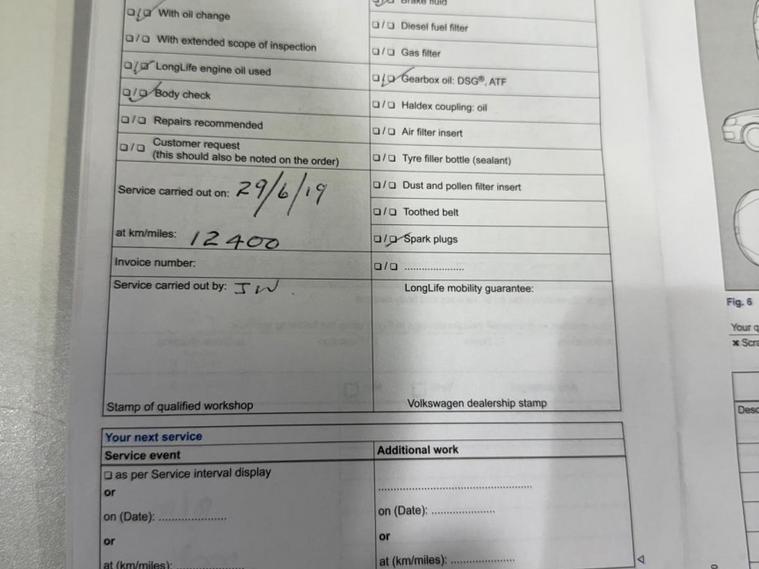 ❑/❑ With oil change
❑/❑ With extended scope of inspection
❑/❑ LongLife engine oil used
❑/❑ Body check
❑/❑ Repairs recommended
❑/❑ Customer request
(this should also be noted on the order)
Service carried out on: 29/6/19
at km/miles: 12400
Invoice number:
Service carried out by: JW.
Stamp of qualified workshop
❑/❑ Brake fluid
❑/❑ Diesel fuel filter
❑/❑ Gas filter
❑/❑ Gearbox oil: DSG®, ATF
❑/❑ Haldex coupling: oil
❑/❑ Air filter insert
❑/❑ Tyre filler bottle (sealant)
❑/❑ Dust and pollen filter insert
❑/❑ Toothed belt
❑/❑ Spark plugs
❑/❑ .....................
LongLife mobility guarantee:
Volkswagen dealership stamp
Your next service
Service event
❑ as per Service interval display
or
on (Date): .....................
or
at (km/miles): .....................
Additional work
..................................................
on (Date): .....................
or
at (km/miles): .....................
Fig. 6
Your q
✖ Scra
Desc